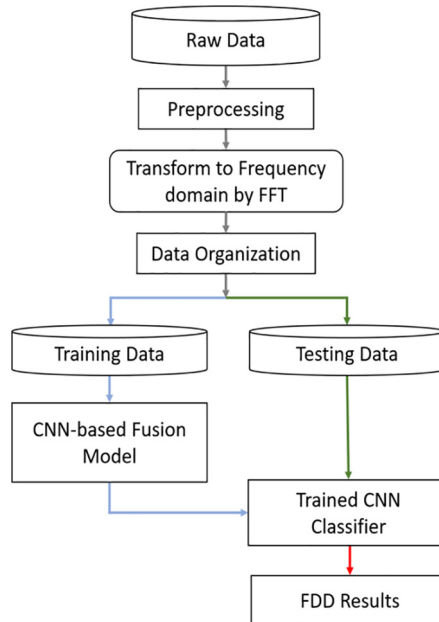 Raw Data
Preprocessing
Transform to Frequency
domain by FFT
Data Organization
Training Data
Testing Data
CNN-based Fusion
Model
Trained CNN
Classifier
FDD Results